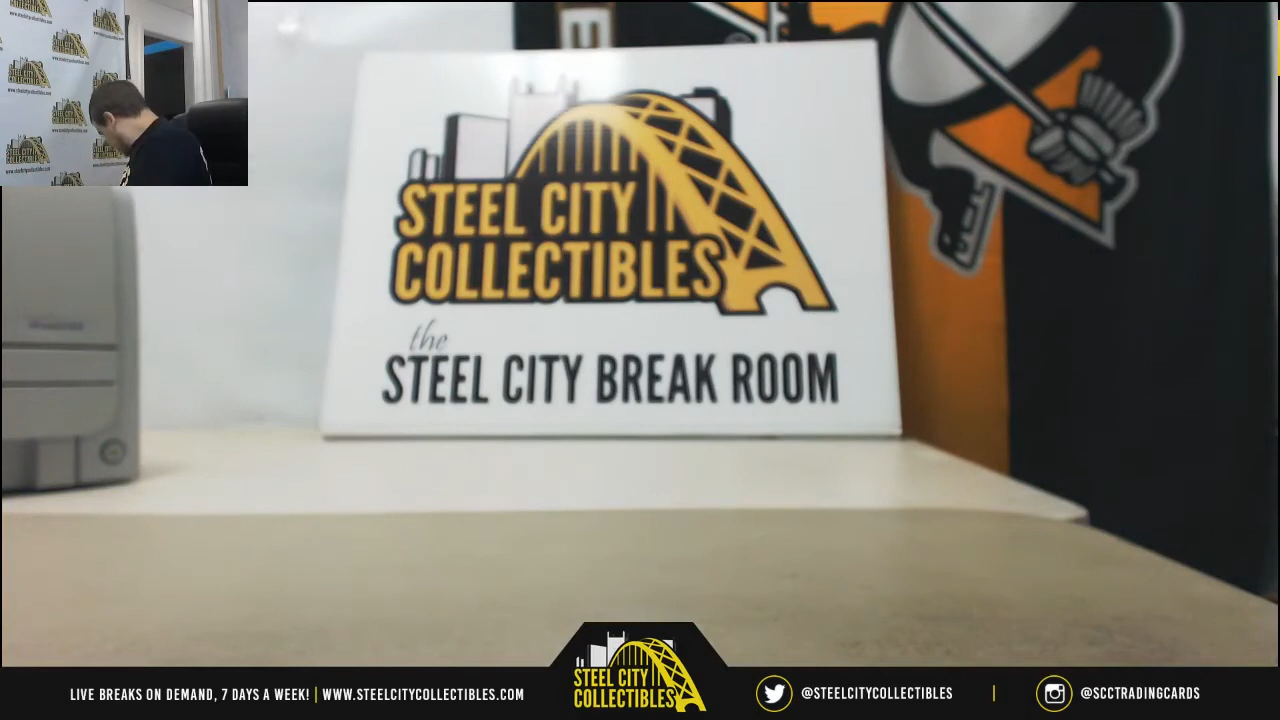 STEEL CITY
COLLECTIBLES
the
STEEL CITY BREAK ROOM
LIVE BREAKS ON DEMAND, 7 DAYS A WEEK! | WWW.STEELCITYCOLLECTIBLES.COM
STEEL CITY
COLLECTIBLES
@STEELCITYCOLLECTIBLES | @SCCTRADINGCARDS